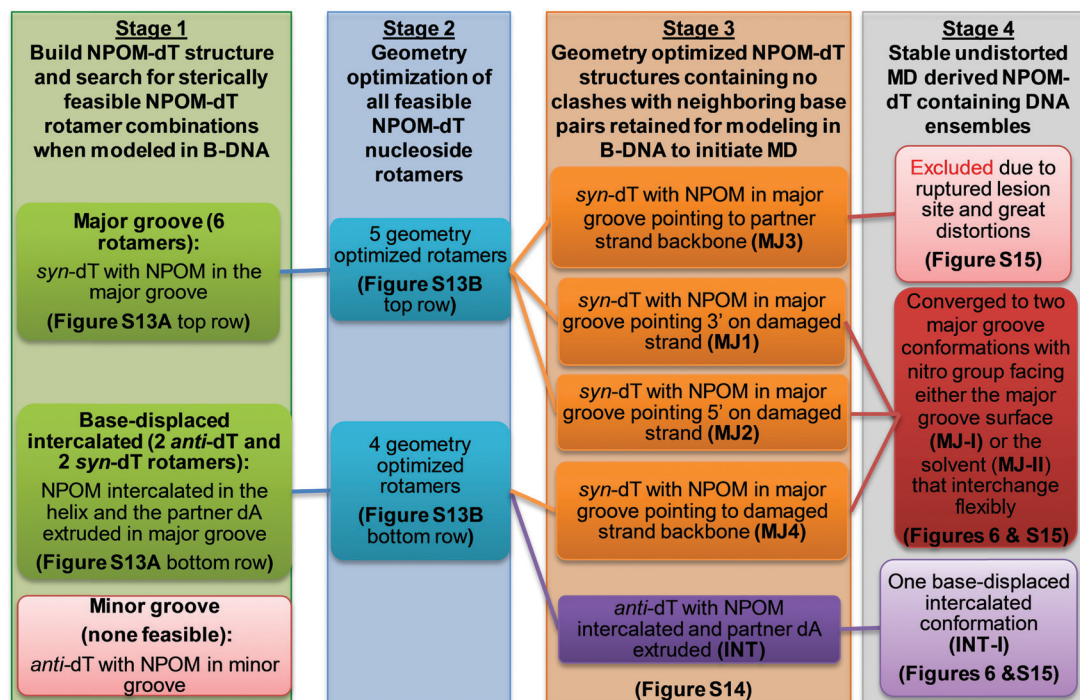 Stage 1
Build NPOM-dT structure
and search for sterically
feasible NPOM-dT
rotamer combinations
when modeled in B-DNA
Major groove (6
rotamers):
syn-dT with NPOM in the
major groove
(Figure S13A top row)
Base-displaced
intercalated (2 anti-dT and
2 syn-dT rotamers):
NPOM intercalated in the
helix and the partner dA
extruded in major groove
(Figure S13A bottom row)
Minor groove
(none feasible):
anti-dT with NPOM in minor
groove
Stage 2
Geometry
optimization of
all feasible
NPOM-dT
nucleoside
rotamers
5 geometry
optimized rotamers
(Figure S13B
top row)
4 geometry
optimized
rotamers
(Figure S13B
bottom row)
Stage 3
Geometry optimized NPOM-dT
structures containing no
clashes with neighboring base
pairs retained for modeling in
B-DNA to initiate MD
syn-dT with NPOM in major
groove pointing to partner
strand backbone (MJ3)
syn-dT with NPOM in major
groove pointing 3' on damaged
strand (MJ1)
syn-dT with NPOM in major
groove pointing 5' on damaged
strand (MJ2)
syn-dT with NPOM in major
groove pointing to damaged
strand backbone (MJ4)
anti-dT with NPOM
intercalated and partner dA
extruded (INT)
(Figure S14)
Stage 4
Stable undistorted
MD derived NPOM-
dT containing DNA
ensembles
Excluded due to
ruptured lesion
site and great
distortions
(Figure S15)
Converged to two
major groove
conformations with
nitro group facing
either the major
groove surface
(MJ-I) or the
solvent (MJ-II)
that interchange
flexibly
(Figures 6 & S15)
One base-displaced
intercalated
conformation
(INT-I)
(Figures 6 &S15)